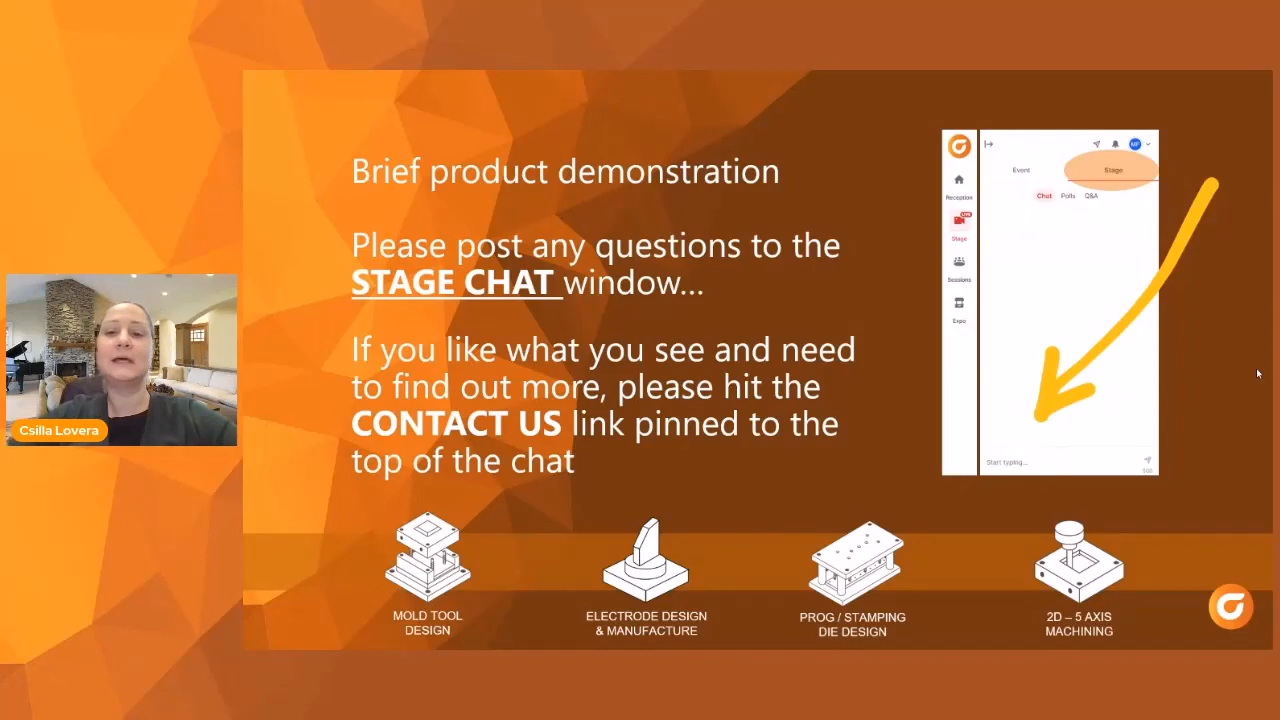 Brief product demonstration
Please post any questions to the
STAGE CHAT window...
If you like what you see and need
to find out more, please hit the
CONTACT US link pinned to the
top of the chat
Csilla Lovera
MP
Event
Stage
Chat Polls Q&A
Reception
LIVE
Stage
Sessions
Expo
Start typing...
MOLD TOOL
DESIGN
ELECTRODE DESIGN
& MANUFACTURE
PROG / STAMPING
DIE DESIGN
2D – 5 AXIS
MACHINING